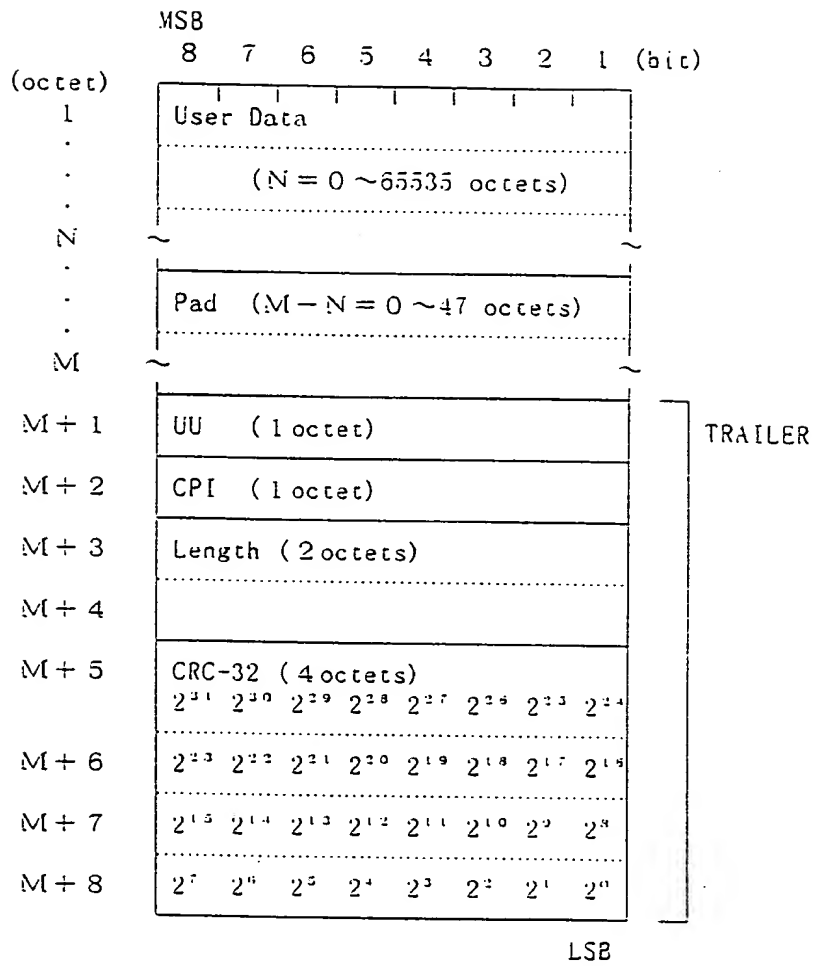 MSB
8 7 6 5 4 3 2 1 (bit)
(octet)
1 User Data
(N = 0 ~65535 octets)
N ~ ~
Pad (M-N = 0 ~47 octets)
M ~ ~
M+1 UU (1 octet) TRAILER
M+2 CPI (1 octet)
M+3 Length (2 octets)
M+4
M+5 CRC-32 (4 octets)
2³¹ 2³⁰ 2²⁹ 2²⁸ 2²⁷ 2²⁶ 2²⁵ 2²⁴
M+6 2²³ 2²² 2²¹ 2²⁰ 2¹⁹ 2¹⁸ 2¹⁷ 2¹⁶
M+7 2¹⁵ 2¹⁴ 2¹³ 2¹² 2¹¹ 2¹⁰ 2⁹ 2⁸
M+8 2⁷ 2⁶ 2⁵ 2⁴ 2³ 2² 2¹ 2⁰
LSB